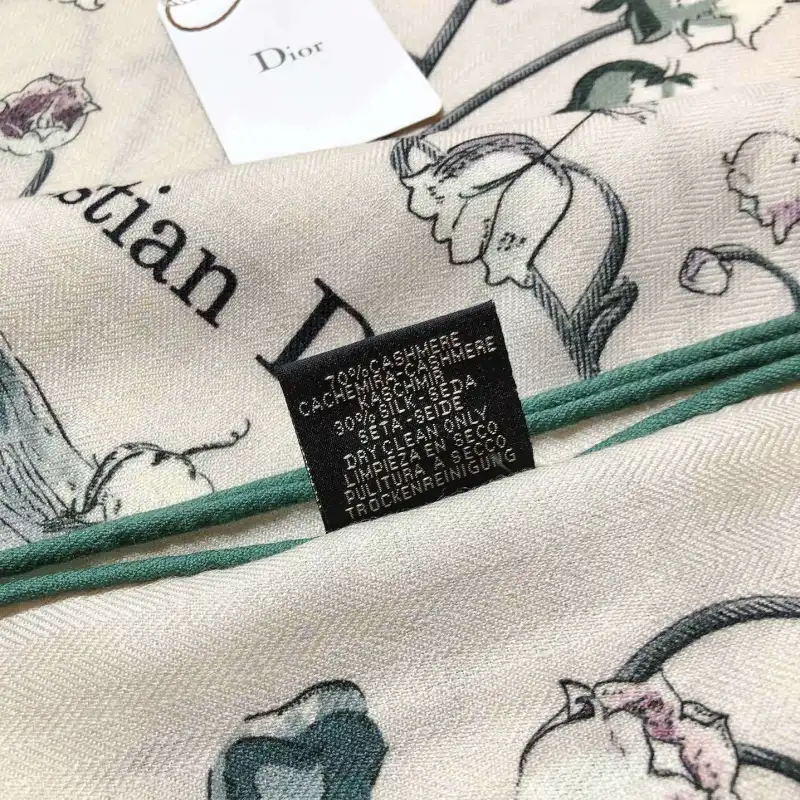 Dior
stian D
70% CASHMERE
CACHEMIRA-CASHMERE
KASCHMIR
30% SILK-SEDA
SETA-SEIDE
DRY CLEAN ONLY
LIMPIEZA EN SECO
PULITURA A SECCO
TROCKENREINIGUNG